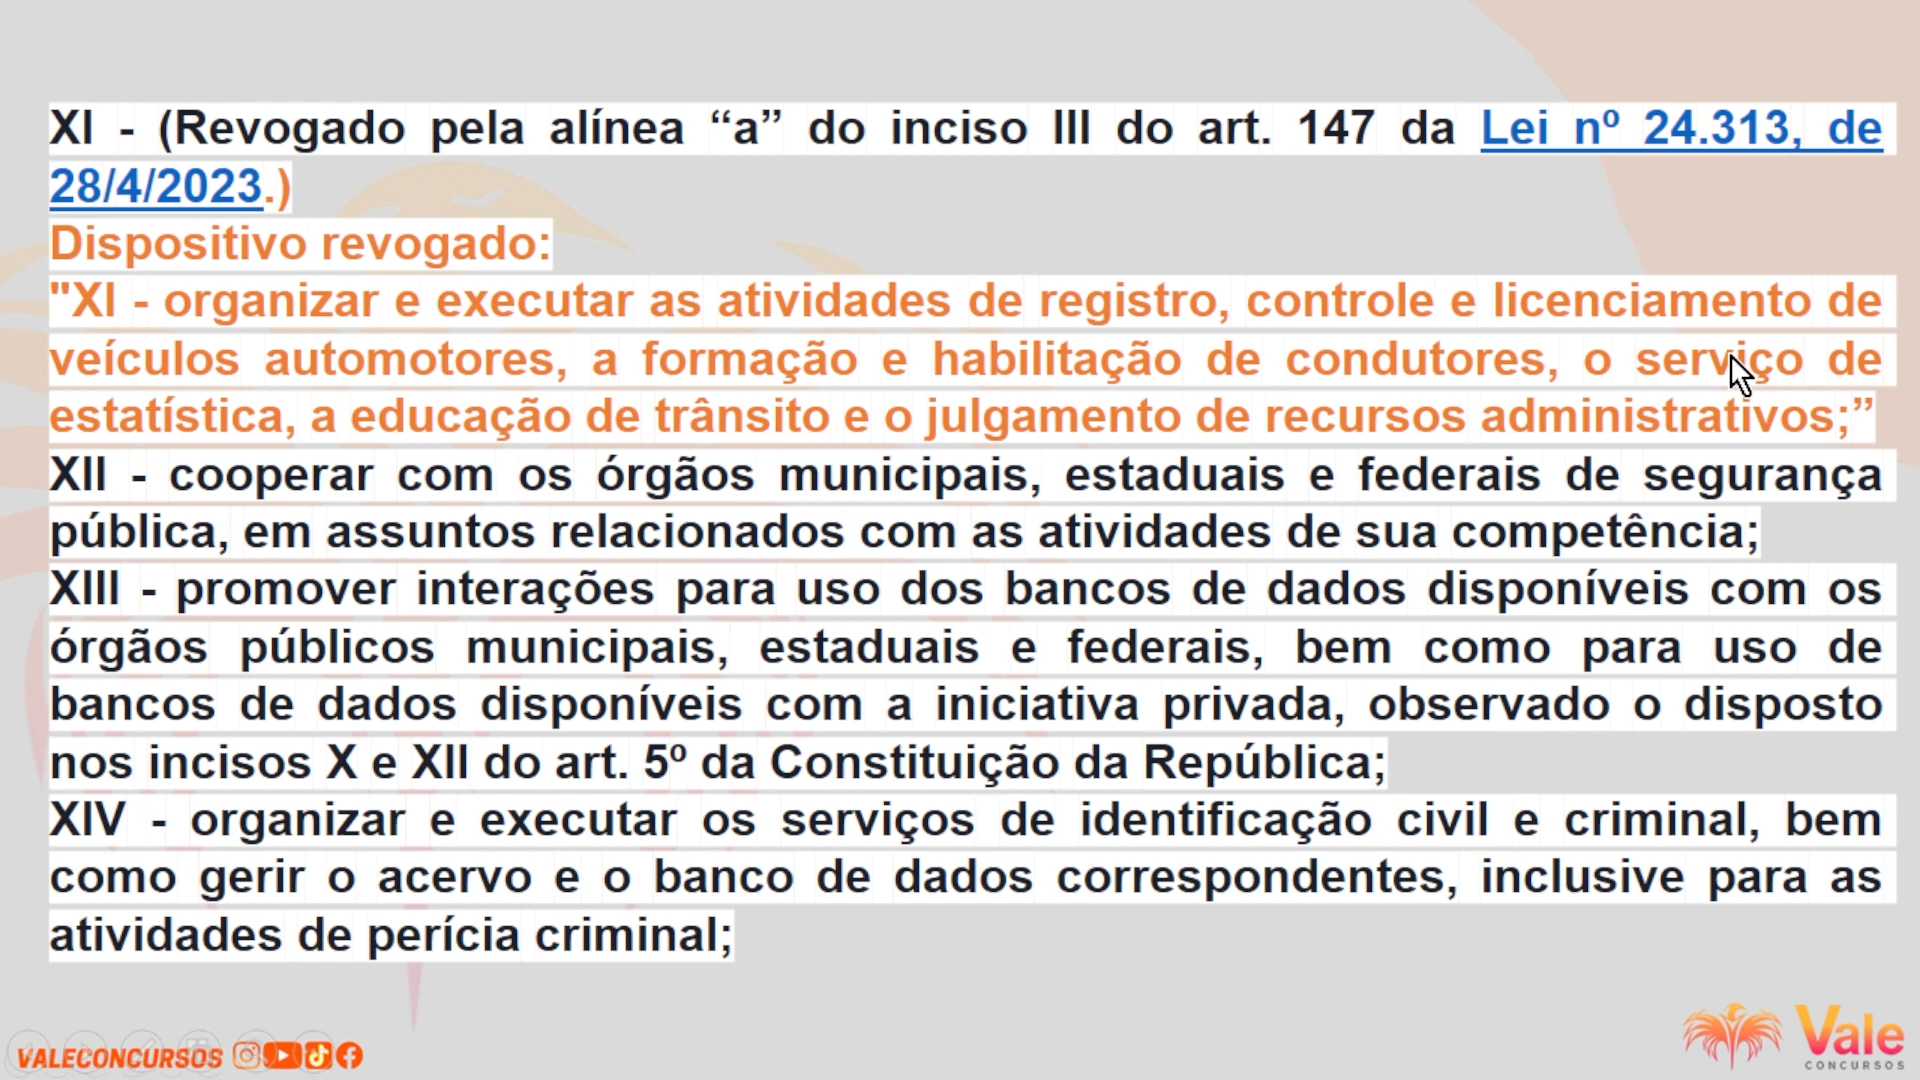 XI - (Revogado pela alínea “a” do inciso III do art. 147 da Lei nº 24.313, de
28/4/2023.)
Dispositivo revogado:
"XI - organizar e executar as atividades de registro, controle e licenciamento de
veículos automotores, a formação e habilitação de condutores, o serviço de
estatística, a educação de trânsito e o julgamento de recursos administrativos;”
XII - cooperar com os órgãos municipais, estaduais e federais de segurança
pública, em assuntos relacionados com as atividades de sua competência;
XIII - promover interações para uso dos bancos de dados disponíveis com os
órgãos públicos municipais, estaduais e federais, bem como para uso de
bancos de dados disponíveis com a iniciativa privada, observado o disposto
nos incisos X e XII do art. 5º da Constituição da República;
XIV - organizar e executar os serviços de identificação civil e criminal, bem
como gerir o acervo e o banco de dados correspondentes, inclusive para as
atividades de perícia criminal;
VALECONCURSOS
Vale
CONCURSOS